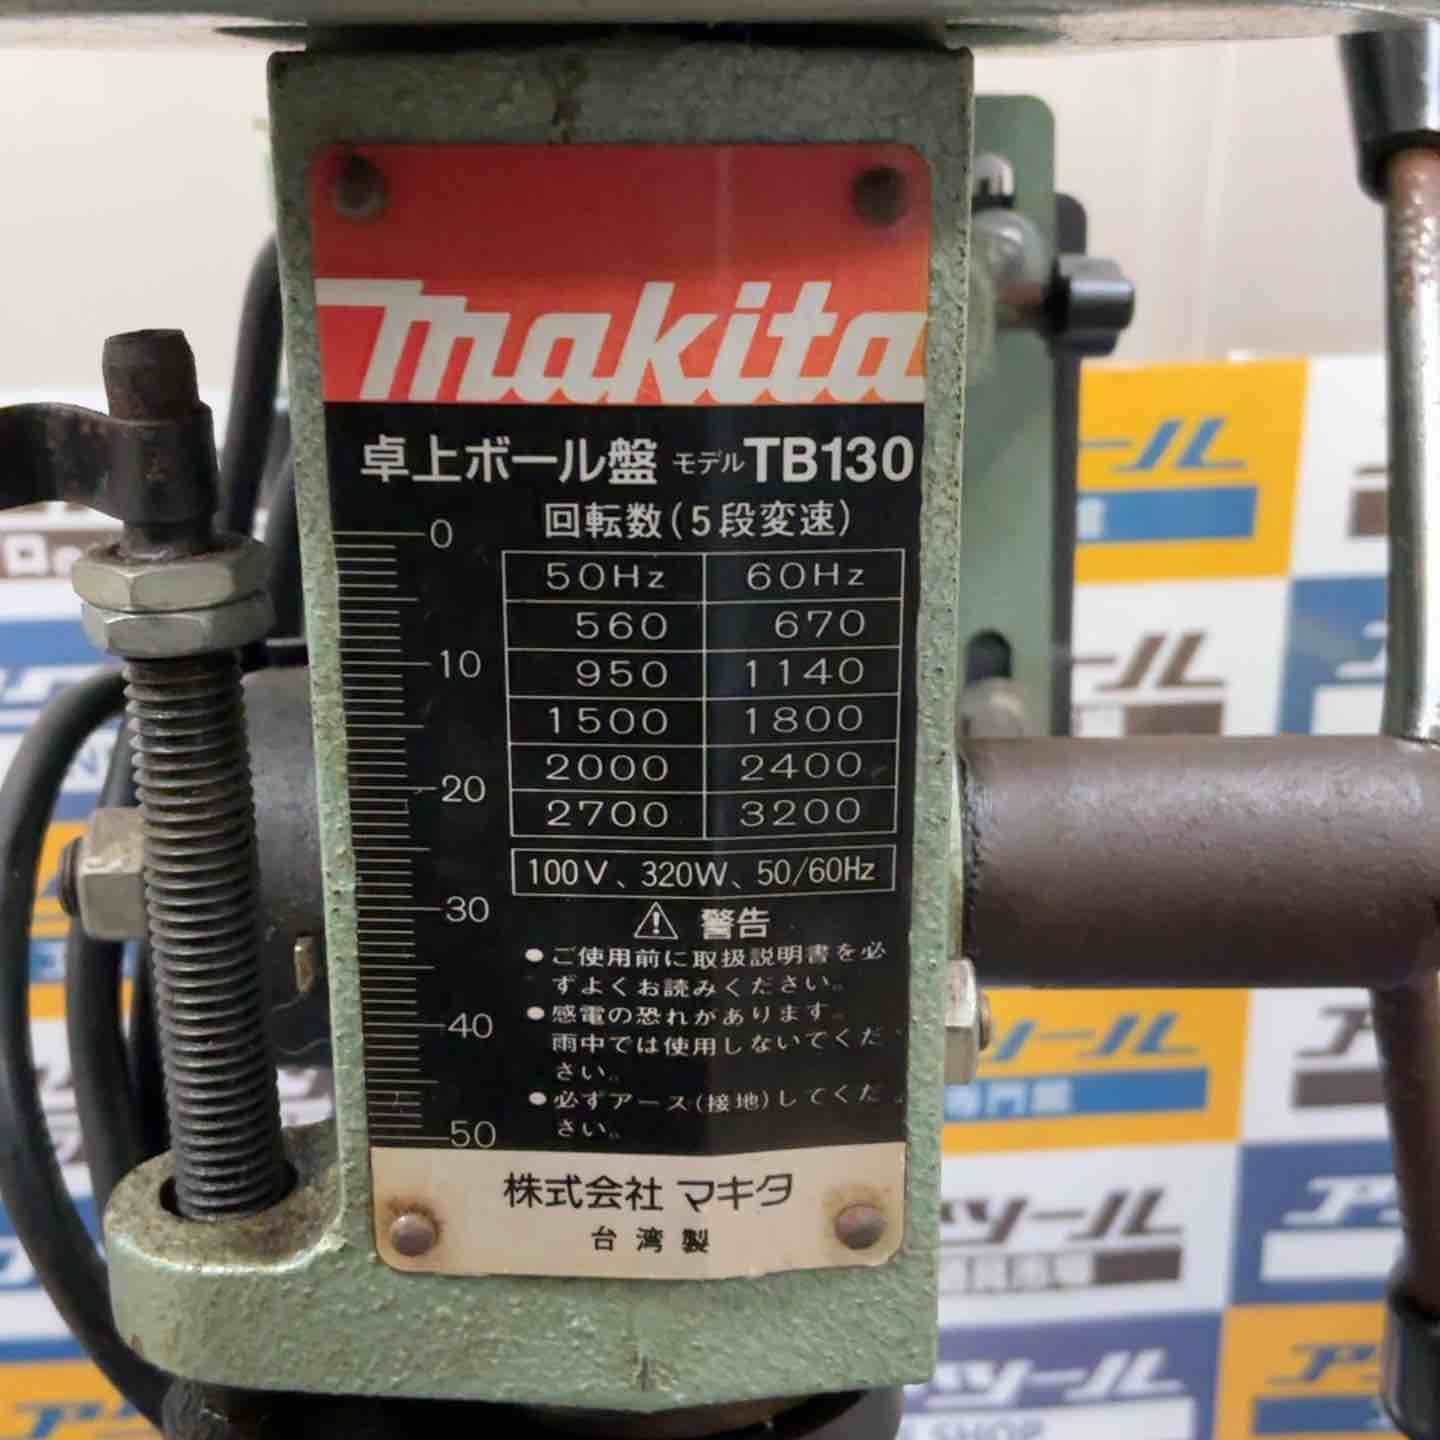 makita
卓上ボール盤 モデル TB130
回転数(5段変速)
50Hz 60Hz
560 670
950 1140
1500 1800
2000 2400
2700 3200
100V、320W、50/60Hz
0
10
20
30
40
50
警告
●ご使用前に取扱説明書を必
ずよくお読みください。
●感電の恐れがあります。
雨中では使用しないでくだ
さい。
●必ずアース(接地)してくだ
さい。
株式会社 マキタ
台湾製
SHOP